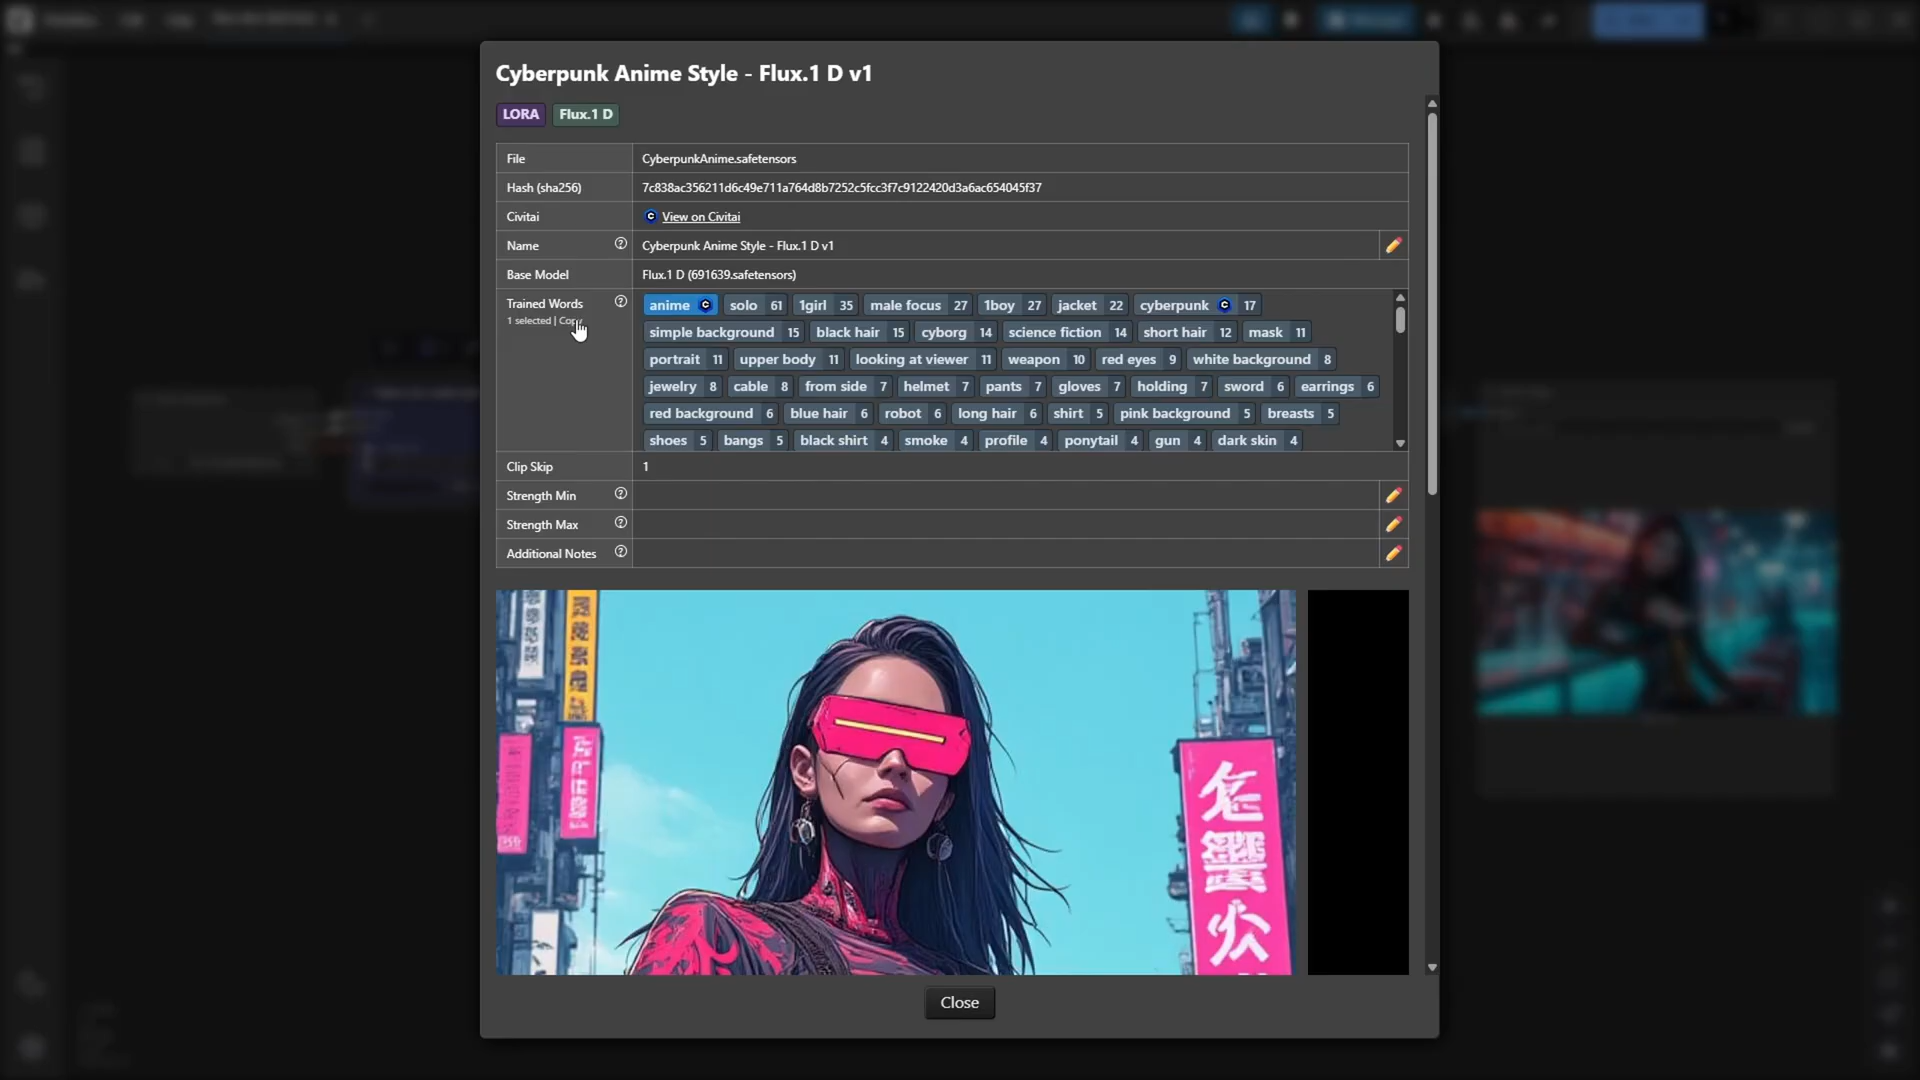 Cyberpunk Anime Style - Flux.1 D v1
LORA Flux.1 D
File CyberpunkAnime.safetensors
Hash (sha256) 7c838ac356211d6c49e711a764d8b7252c5fcc3f7c9122420d3a6ac654045f37
Civitai View on Civitai
Name Cyberpunk Anime Style - Flux.1 D v1
Base Model Flux.1 D (691639.safetensors)
Trained Words anime solo 61 1girl 35 male focus 27 1boy 27 jacket 22 cyberpunk 17
1 selected | Copy
simple background 15 black hair 15 cyborg 14 science fiction 14 short hair 12 mask 11
portrait 11 upper body 11 looking at viewer 11 weapon 10 red eyes 9 white background 8
jewelry 8 cable 8 from side 7 helmet 7 pants 7 gloves 7 holding 7 sword 6 earrings 6
red background 6 blue hair 6 robot 6 long hair 6 shirt 5 pink background 5 breasts 5
shoes 5 bangs 5 black shirt 4 smoke 4 profile 4 ponytail 4 gun 4 dark skin 4
Clip Skip 1
Strength Min
Strength Max
Additional Notes
Close